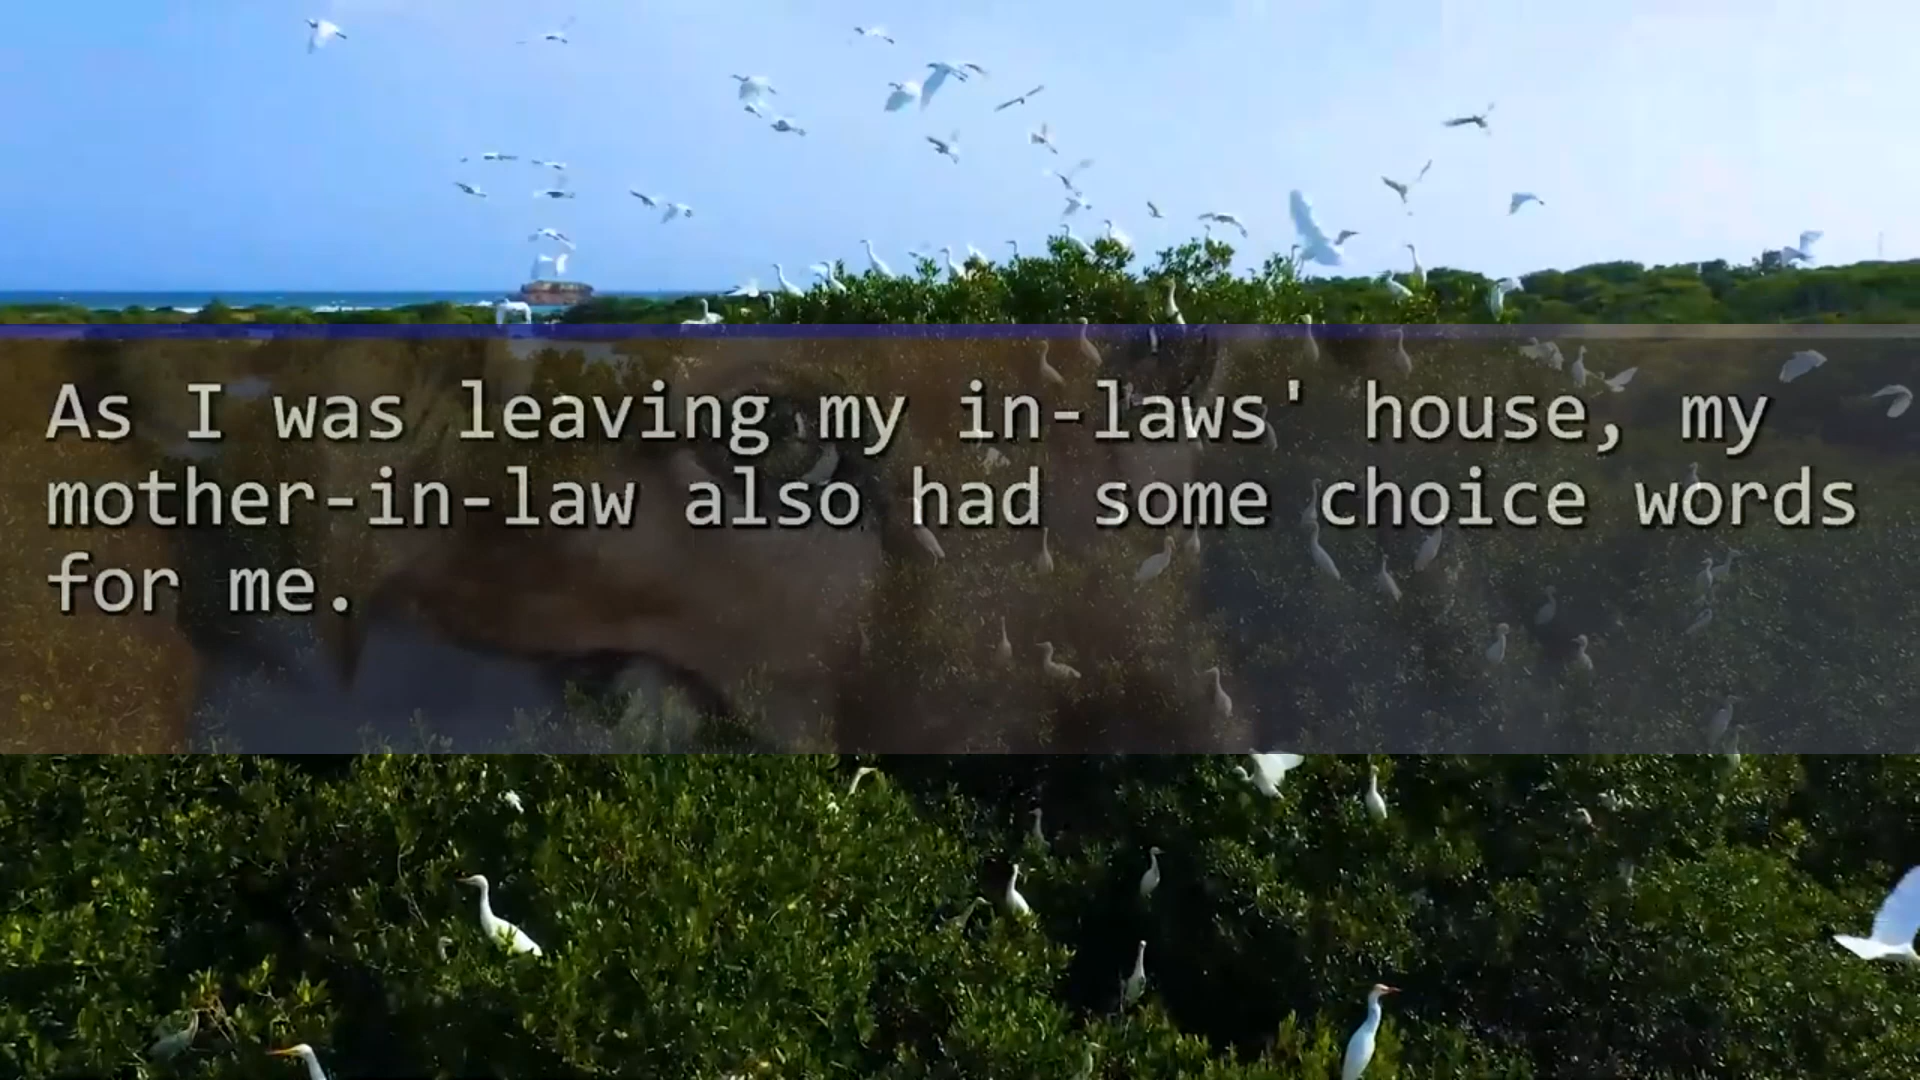 As I was leaving my in-laws' house, my
mother-in-law also had some choice words
for me.